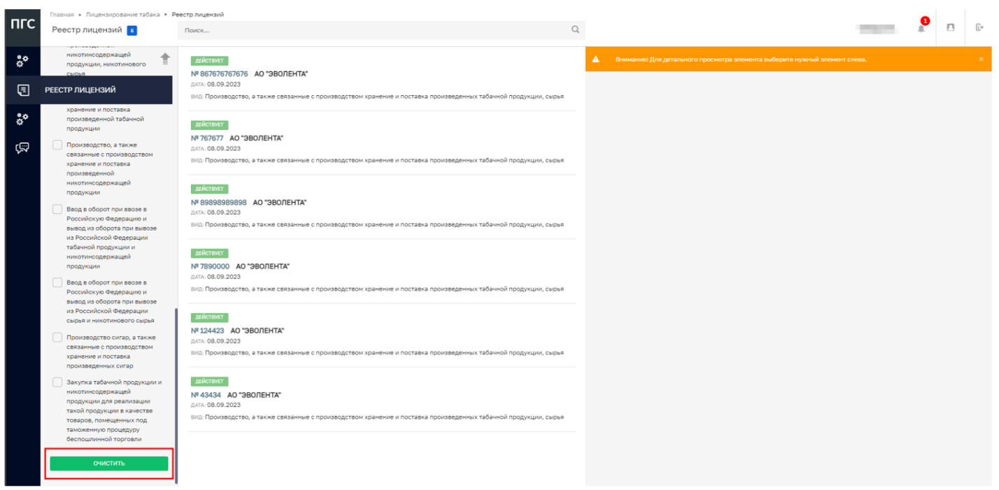 ПГС
Главная ▸ Лицензирование табака ▸ Реестр лицензий
Реестр лицензий 6
Поиск...
1
никотинсодержащей
продукции, никотинового
сырья
РЕЕСТР ЛИЦЕНЗИЙ
хранение и поставка
произведенной табачной
продукции
Производство, а также
связанные с производством
хранение и поставка
произведенной
никотинсодержащей
продукции
Ввод в оборот при ввозе в
Российскую Федерацию и
вывод из оборота при вывозе
из Российской Федерации
табачной продукции и
никотинсодержащей
продукции
Ввод в оборот при ввозе в
Российскую Федерацию и
вывод из оборота при вывозе
из Российской Федерации
сырья и никотинового сырья
Производство сигар, а также
связанные с производством
хранение и поставка
произведенных сигар
Закупка табачной продукции и
никотинсодержащей
продукции для реализации
такой продукции в качестве
товаров, помещенных под
таможенную процедуру
беспошлинной торговли
ОЧИСТИТЬ
ДЕЙСТВУЕТ
№ 867676767676 АО "ЭВОЛЕНТА"
ДАТА: 08.09.2023
ВИД: Производство, а также связанные с производством хранение и поставка произведенных табачной продукции, сырья
ДЕЙСТВУЕТ
№ 767677 АО "ЭВОЛЕНТА"
ДАТА: 08.09.2023
ВИД: Производство, а также связанные с производством хранение и поставка произведенных табачной продукции, сырья
ДЕЙСТВУЕТ
№ 89898989898 АО "ЭВОЛЕНТА"
ДАТА: 08.09.2023
ВИД: Производство, а также связанные с производством хранение и поставка произведенных табачной продукции, сырья
ДЕЙСТВУЕТ
№ 7890000 АО "ЭВОЛЕНТА"
ДАТА: 08.09.2023
ВИД: Производство, а также связанные с производством хранение и поставка произведенных табачной продукции, сырья
ДЕЙСТВУЕТ
№ 124423 АО "ЭВОЛЕНТА"
ДАТА: 08.09.2023
ВИД: Производство, а также связанные с производством хранение и поставка произведенных табачной продукции, сырья
ДЕЙСТВУЕТ
№ 43434 АО "ЭВОЛЕНТА"
ДАТА: 08.09.2023
ВИД: Производство, а также связанные с производством хранение и поставка произведенных табачной продукции, сырья
Внимание! Для детального просмотра элемента выберите нужный элемент слева.